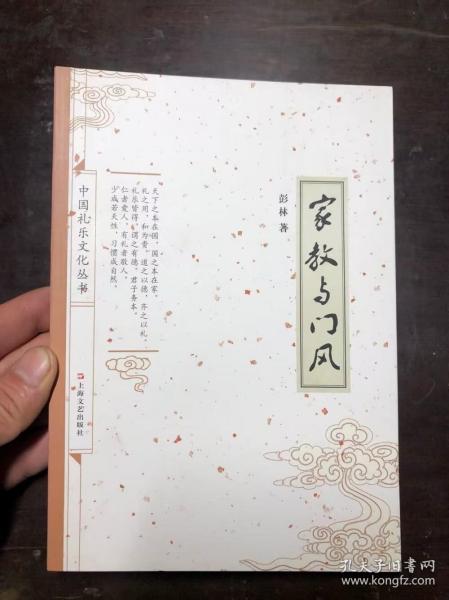 家教与门风
彭林 著
天下之本在国，国之本在家。
礼之用，和为贵。道之以德，齐之以礼。
礼乐皆得，谓之有德。君子务本。
仁者爱人，有礼者敬人。
少成若天性，习惯成自然。
中国礼乐文化丛书
上海文艺出版社
孔夫子旧书网
www.kongfz.com